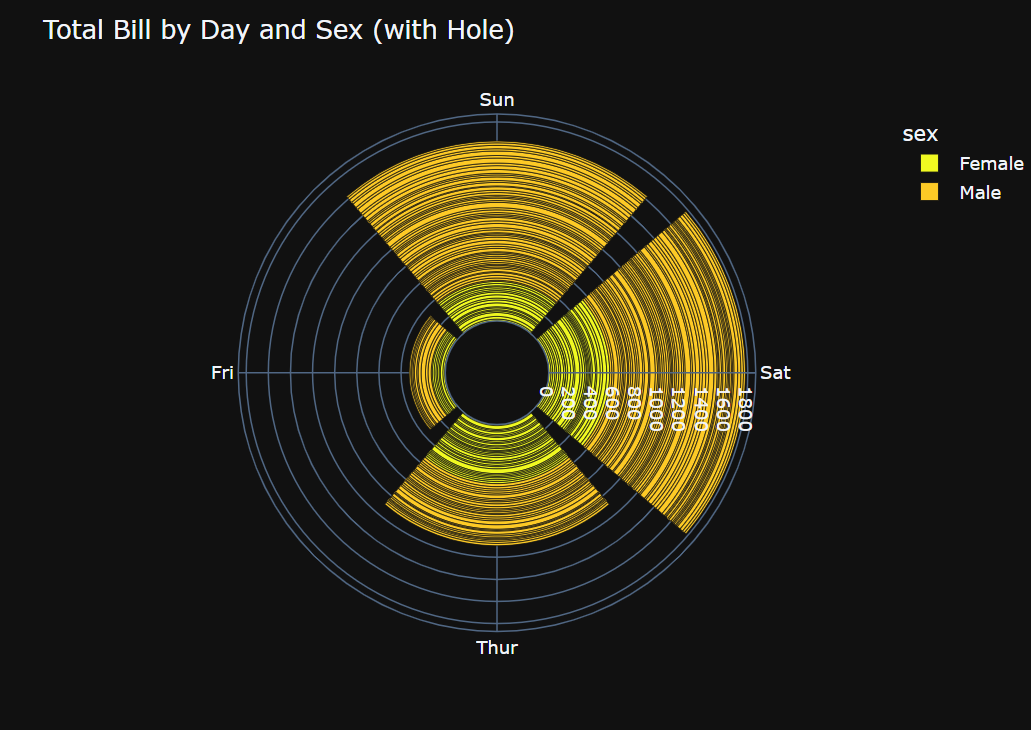 Total Bill by Day and Sex (with Hole)
Sun
sex
Female
Male
Fri
Sat
0
200
400
600
800
1000
1200
1400
1600
1800
Thur